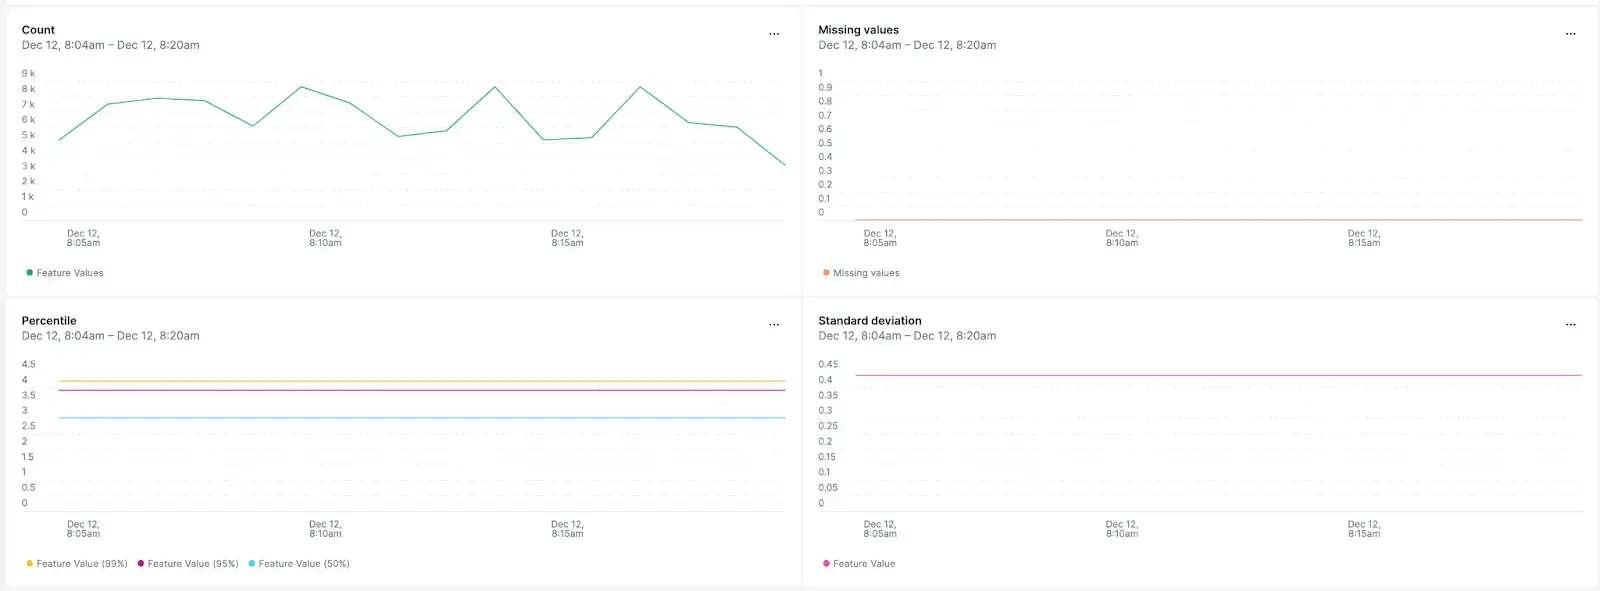 Count
Dec 12, 8:04am – Dec 12, 8:20am
...
9 k
8 k
7 k
6 k
5 k
4 k
3 k
2 k
1 k
0
Dec 12,
8:05am
Dec 12,
8:10am
Dec 12,
8:15am
Feature Values
Missing values
Dec 12, 8:04am – Dec 12, 8:20am
...
1
0.9
0.8
0.7
0.6
0.5
0.4
0.3
0.2
0.1
0
Dec 12,
8:05am
Dec 12,
8:10am
Dec 12,
8:15am
Missing values
Percentile
Dec 12, 8:04am – Dec 12, 8:20am
...
4.5
4
3.5
3
2.5
2
1.5
1
0.5
0
Dec 12,
8:05am
Dec 12,
8:10am
Dec 12,
8:15am
Feature Value (99%) Feature Value (95%) Feature Value (50%)
Standard deviation
Dec 12, 8:04am – Dec 12, 8:20am
...
0.45
0.4
0.35
0.3
0.25
0.2
0.15
0.1
0.05
0
Dec 12,
8:05am
Dec 12,
8:10am
Dec 12,
8:15am
Feature Value